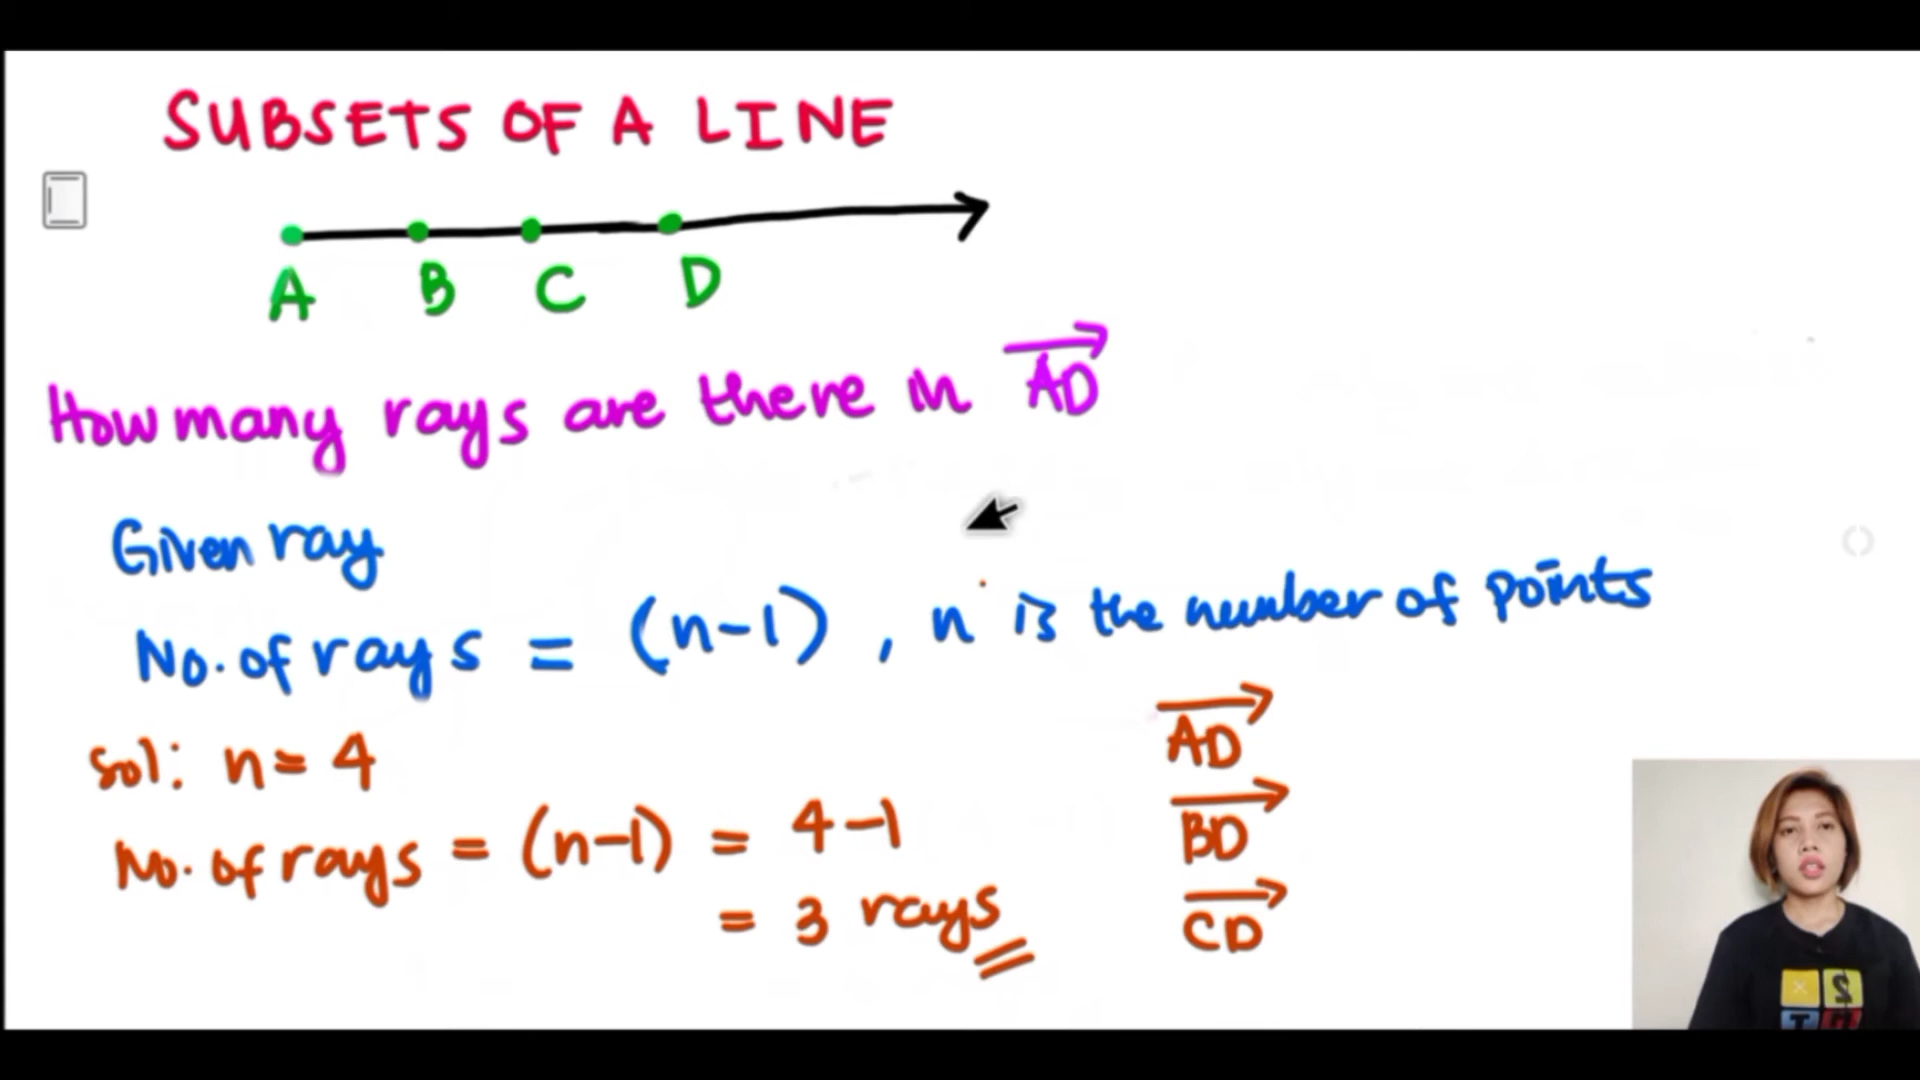 SUBSETS OF A LINE
A B C D
How many rays are there in AD
Given ray
No. of rays = (n-1) , n is the number of points
Sol: n = 4
No. of rays = (n-1) = 4-1
= 3 rays
AD
BD
CD